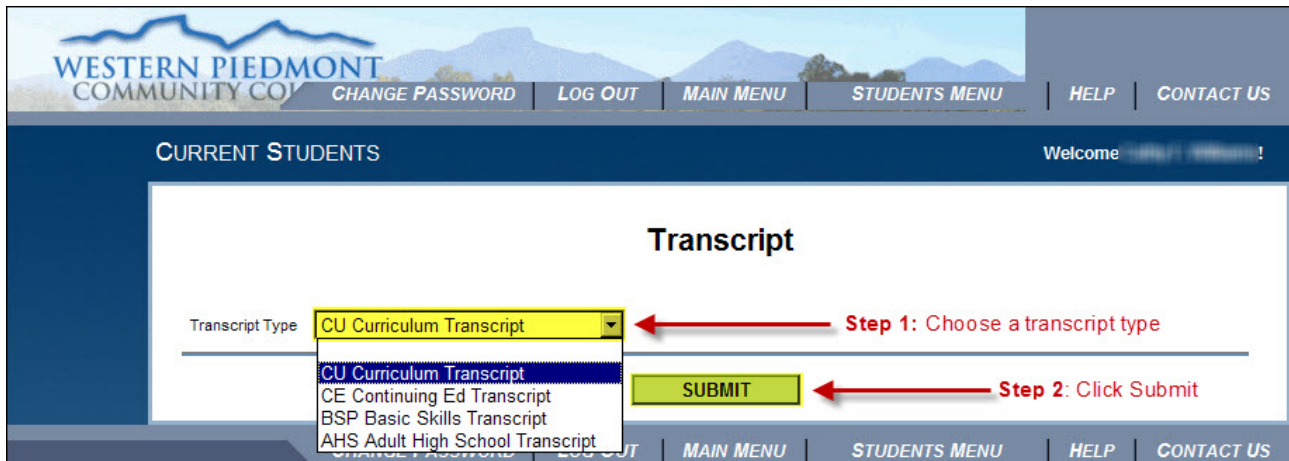 WESTERN PIEDMONT
COMMUNITY
CHANGE PASSWORD LOG OUT MAIN MENU STUDENTS MENU HELP CONTACT US
CURRENT STUDENTS
Welcome !
Transcript
Transcript Type CU Curriculum Transcript Step 1: Choose a transcript type
CU Curriculum Transcript
CE Continuing Ed Transcript
SUBMIT Step 2: Click Submit
BSP Basic Skills Transcript
AHS Adult High School Transcript
MAIN MENU STUDENTS MENU HELP CONTACT US